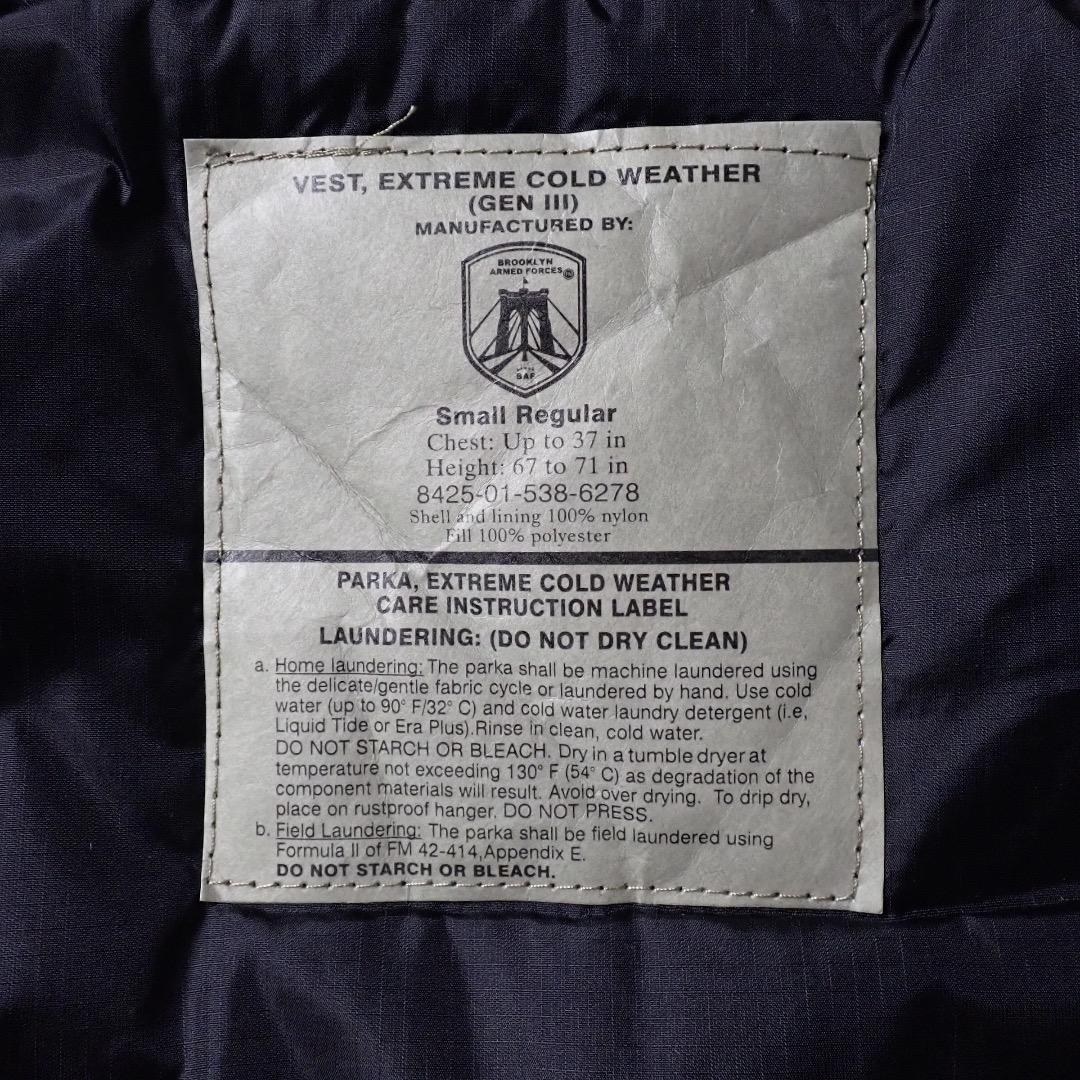 VEST, EXTREME COLD WEATHER
(GEN III)
MANUFACTURED BY:
BROOKLYN
ARMED FORCES
BAF
Small Regular
Chest: Up to 37 in
Height: 67 to 71 in
8425-01-538-6278
Shell and lining 100% nylon
Fill 100% polyester
PARKA, EXTREME COLD WEATHER
CARE INSTRUCTION LABEL
LAUNDERING: (DO NOT DRY CLEAN)
a. Home laundering: The parka shall be machine laundered using
the delicate/gentle fabric cycle or laundered by hand. Use cold
water (up to 90° F/32° C) and cold water laundry detergent (i.e,
Liquid Tide or Era Plus).Rinse in clean, cold water.
DO NOT STARCH OR BLEACH. Dry in a tumble dryer at
temperature not exceeding 130° F (54° C) as degradation of the
component materials will result. Avoid over drying. To drip dry,
place on rustproof hanger. DO NOT PRESS.
b. Field Laundering: The parka shall be field laundered using
Formula II of FM 42-414,Appendix E.
DO NOT STARCH OR BLEACH.